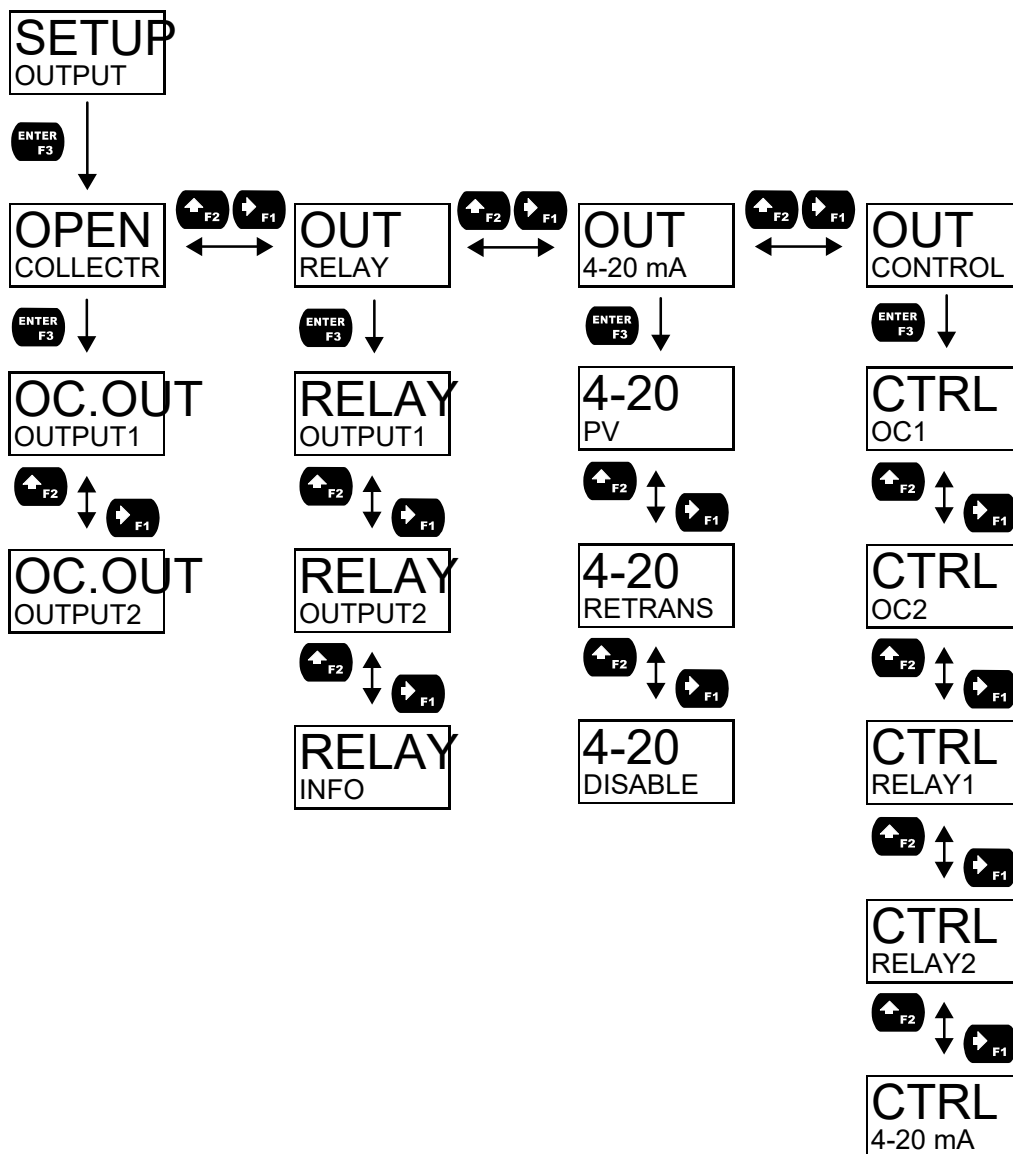 SETUP
OUTPUT
ENTER
F3
OPEN
COLLECTR
F2
F1
OUT
RELAY
F2
F1
OUT
4-20 mA
F2
F1
OUT
CONTROL
ENTER
F3
ENTER
F3
ENTER
F3
ENTER
F3
OC.OUT
OUTPUT1
RELAY
OUTPUT1
4-20
PV
CTRL
OC1
F2
F1
F2
F1
F2
F1
F2
F1
OC.OUT
OUTPUT2
RELAY
OUTPUT2
4-20
RETRANS
CTRL
OC2
F2
F1
F2
F1
F2
F1
RELAY
INFO
4-20
DISABLE
CTRL
RELAY1
F2
F1
CTRL
RELAY2
F2
F1
CTRL
4-20 mA